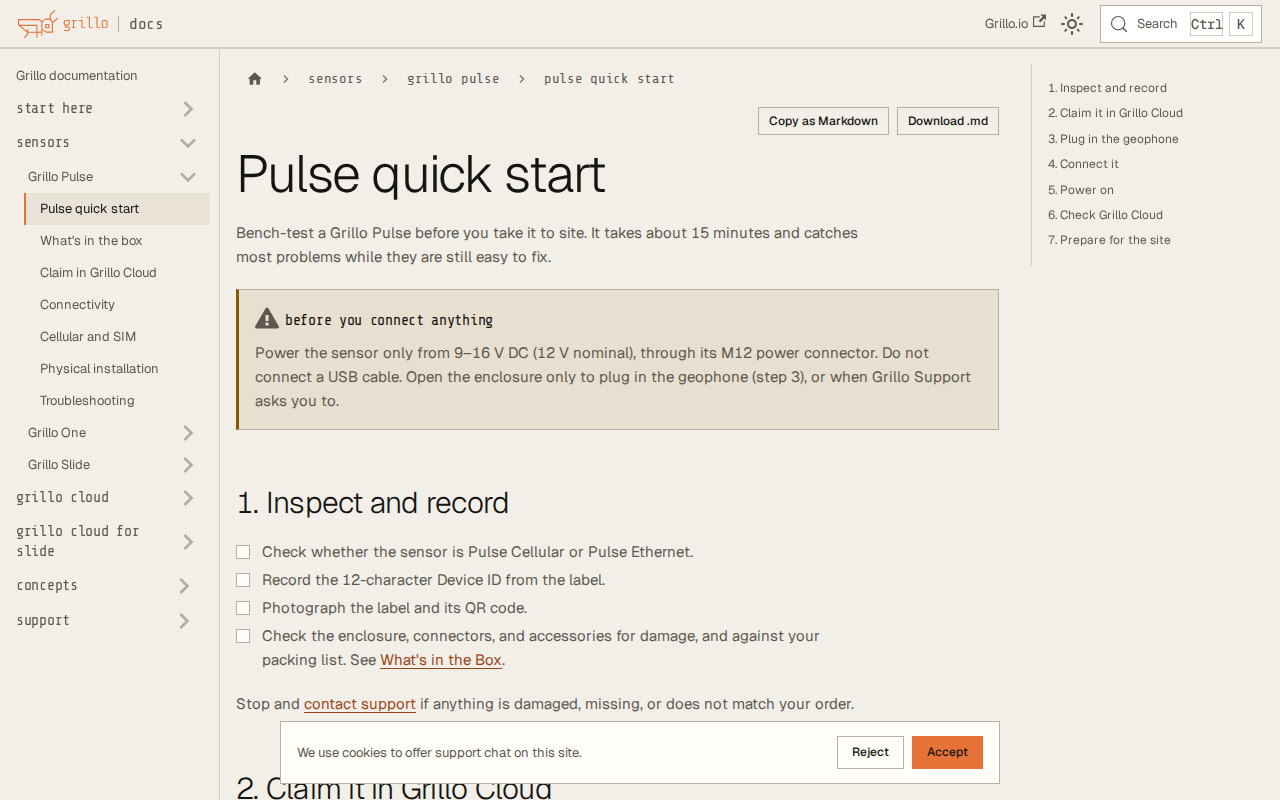 grillo docs
Grillo.io
Search Ctrl K
Grillo documentation
start here
sensors
Grillo Pulse
Pulse quick start
What's in the box
Claim in Grillo Cloud
Connectivity
Cellular and SIM
Physical installation
Troubleshooting
Grillo One
Grillo Slide
grillo cloud
grillo cloud for
slide
concepts
support
sensors > grillo pulse > pulse quick start
Copy as Markdown Download .md
Pulse quick start
Bench-test a Grillo Pulse before you take it to site. It takes about 15 minutes and catches
most problems while they are still easy to fix.
before you connect anything
Power the sensor only from 9–16 V DC (12 V nominal), through its M12 power connector. Do not
connect a USB cable. Open the enclosure only to plug in the geophone (step 3), or when Grillo Support
asks you to.
1. Inspect and record
Check whether the sensor is Pulse Cellular or Pulse Ethernet.
Record the 12-character Device ID from the label.
Photograph the label and its QR code.
Check the enclosure, connectors, and accessories for damage, and against your
packing list. See What's in the Box.
Stop and contact support if anything is damaged, missing, or does not match your order.
2. Claim it in Grillo Cloud
1. Inspect and record
2. Claim it in Grillo Cloud
3. Plug in the geophone
4. Connect it
5. Power on
6. Check Grillo Cloud
7. Prepare for the site
We use cookies to offer support chat on this site.
Reject Accept